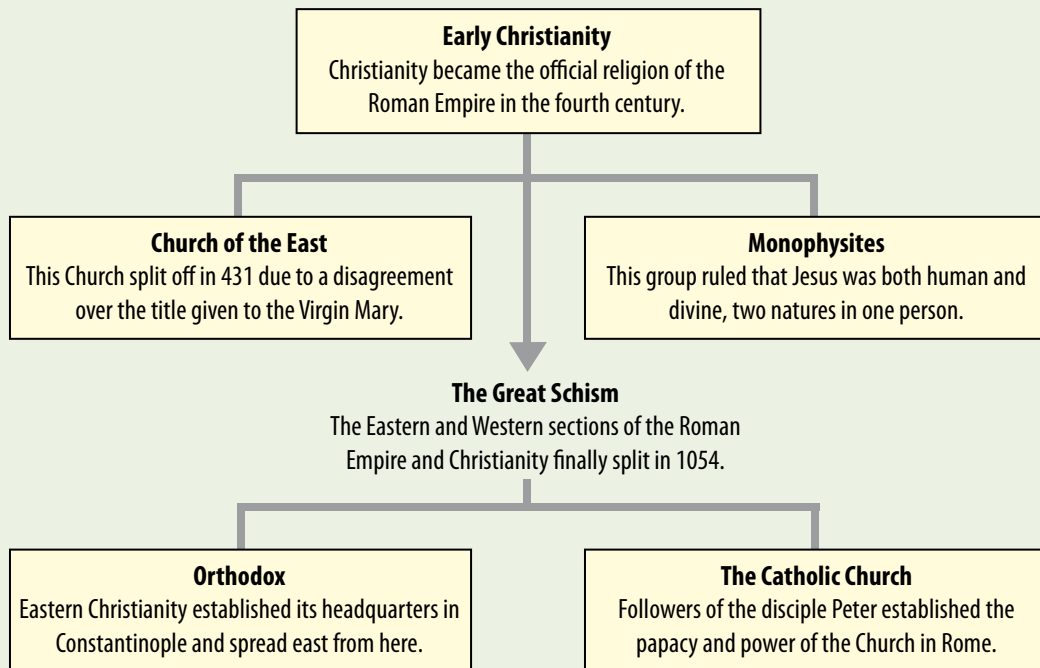 Early Christianity
Christianity became the official religion of the
Roman Empire in the fourth century.
Church of the East
This Church split off in 431 due to a disagreement
over the title given to the Virgin Mary.
Monophysites
This group ruled that Jesus was both human and
divine, two natures in one person.
The Great Schism
The Eastern and Western sections of the Roman
Empire and Christianity finally split in 1054.
Orthodox
Eastern Christianity established its headquarters in
Constantinople and spread east from here.
The Catholic Church
Followers of the disciple Peter established the
papacy and power of the Church in Rome.